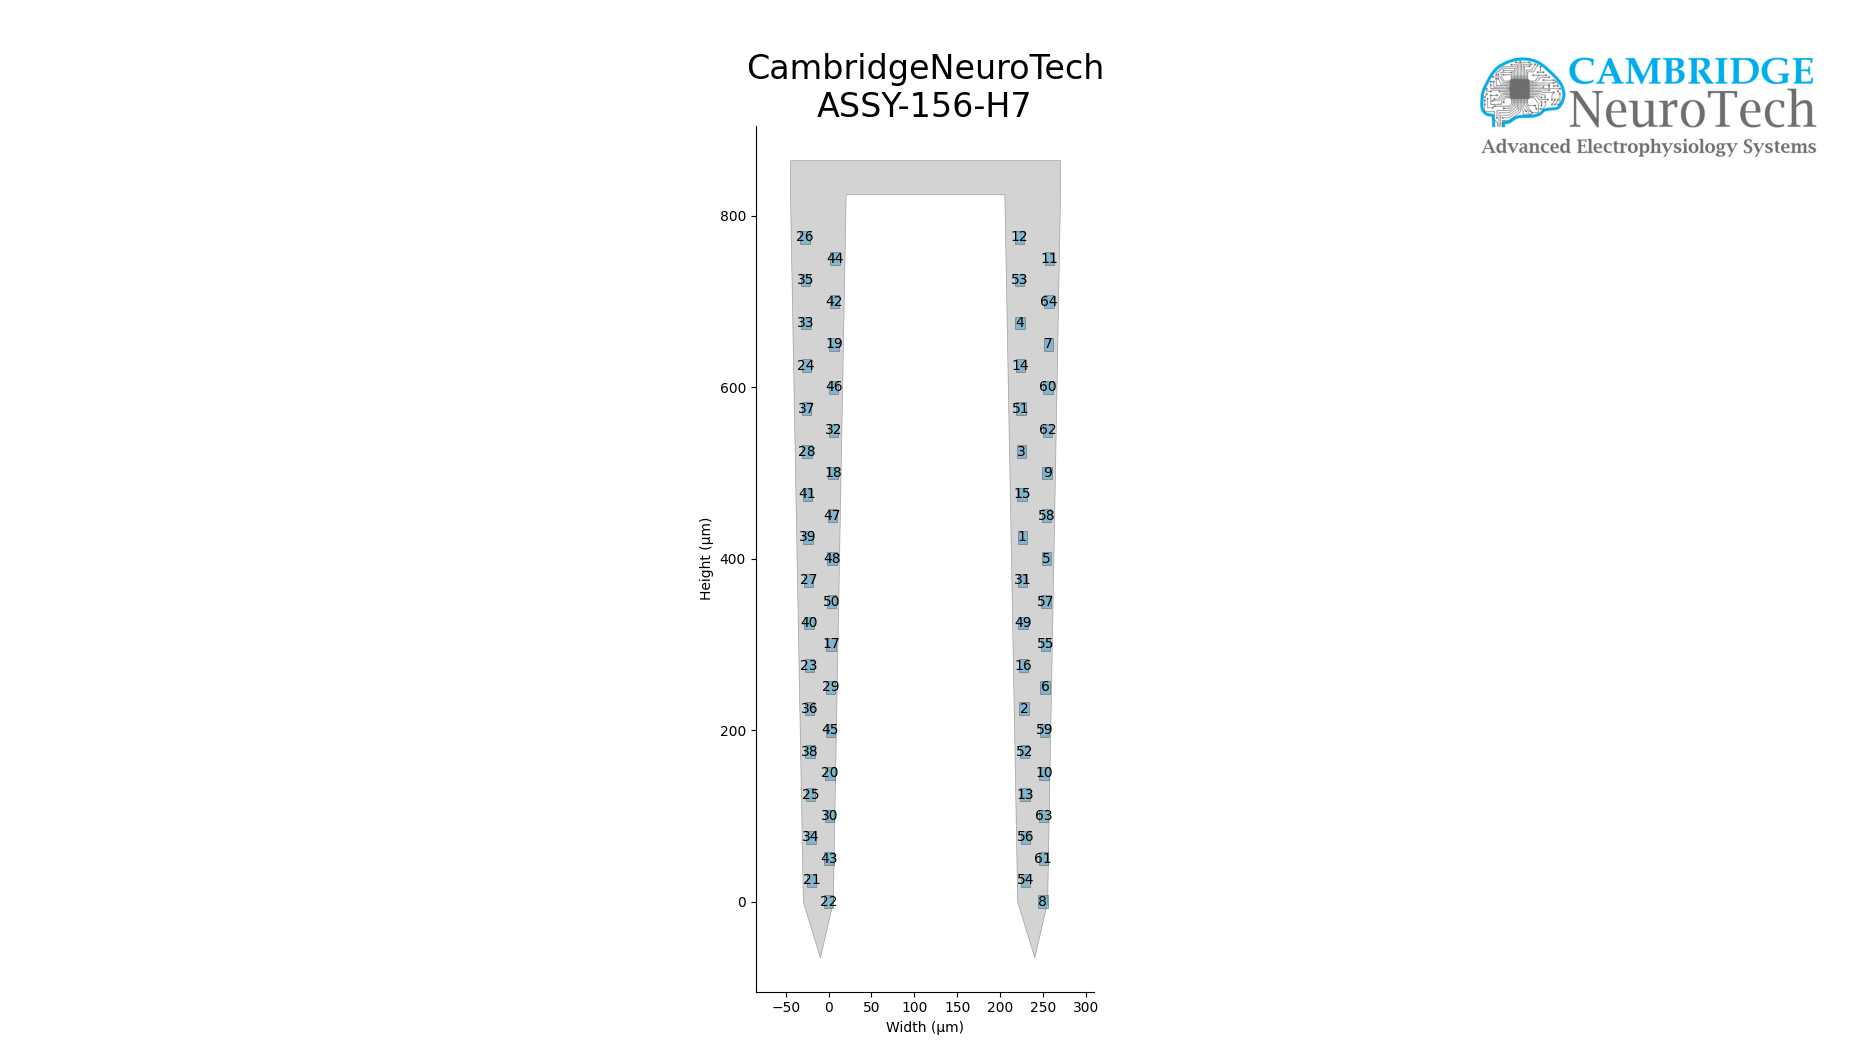 CambridgeNeuroTech
ASSY-156-H7
CAMBRIDGE
NeuroTech
Advanced Electrophysiology Systems
800
26 12
44 11
35 53
42 64
33 4
19 7
24 14
600 46 60
37 51
32 62
28 3
18 9
41 15
47 58
39 1
400 48 5
27 31
50 57
40 49
17 55
23 16
29 6
36 2
200 45 59
38 52
20 10
25 13
30 63
34 56
43 61
21 54
0 22 8
Height (µm)
−50 0 50 100 150 200 250 300
Width (µm)